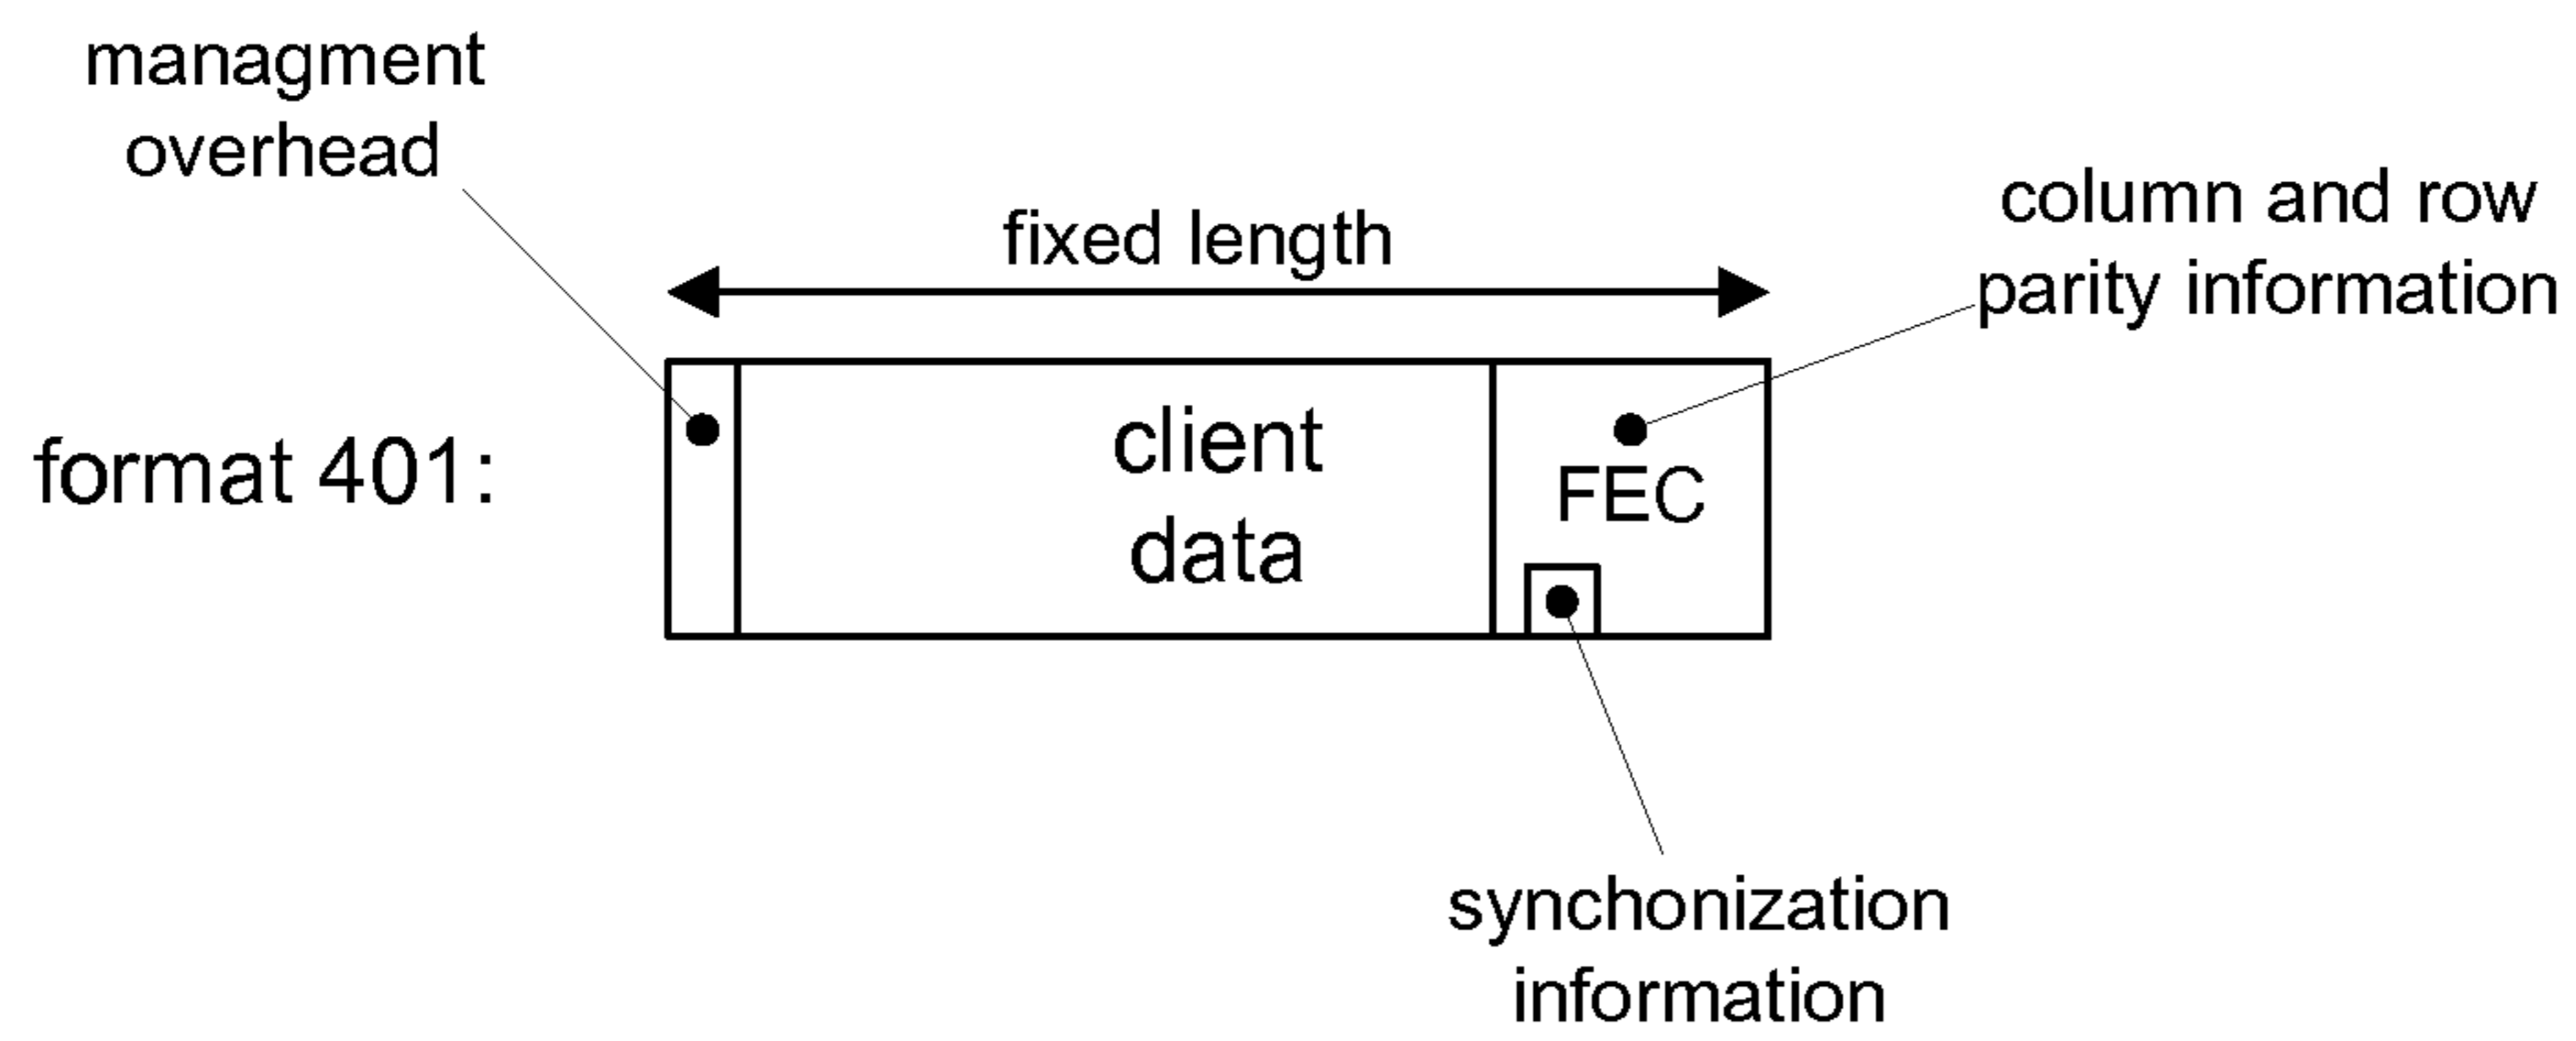 managment
overhead
fixed length
column and row
parity information
format 401:
client
data
FEC
synchonization
information